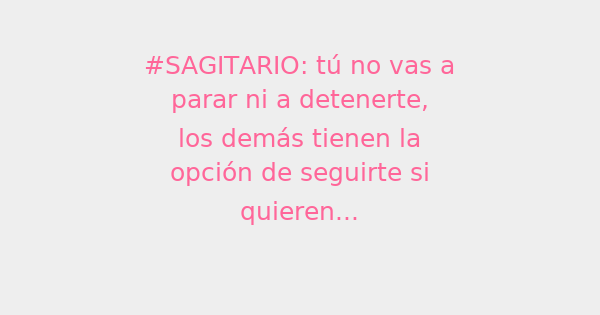 #SAGITARIO: tú no vas a
parar ni a detenerte,
los demás tienen la
opción de seguirte si
quieren...